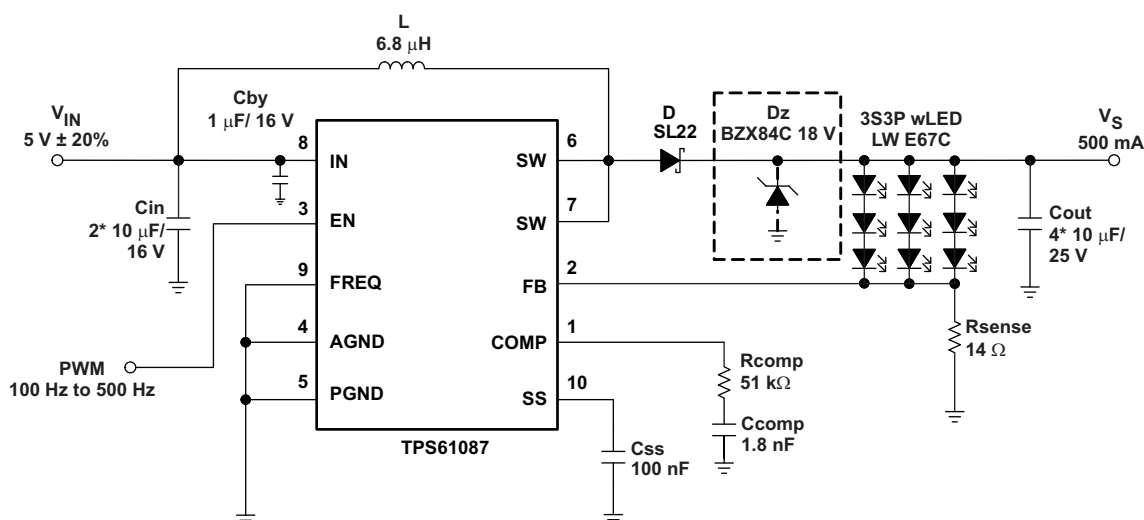 L
6.8 μH
Cby
1 μF/ 16 V
VIN
5 V ± 20%
Cin
2* 10 μF/
16 V
PWM
100 Hz to 500 Hz
8
IN
3
EN
9
FREQ
4
AGND
5
PGND
6
SW
7
SW
2
FB
1
COMP
10
SS
TPS61087
D
SL22
Dz
BZX84C 18 V
3S3P wLED
LW E67C
VS
500 mA
Cout
4* 10 μF/
25 V
Rsense
14 Ω
Rcomp
51 kΩ
Ccomp
1.8 nF
Css
100 nF